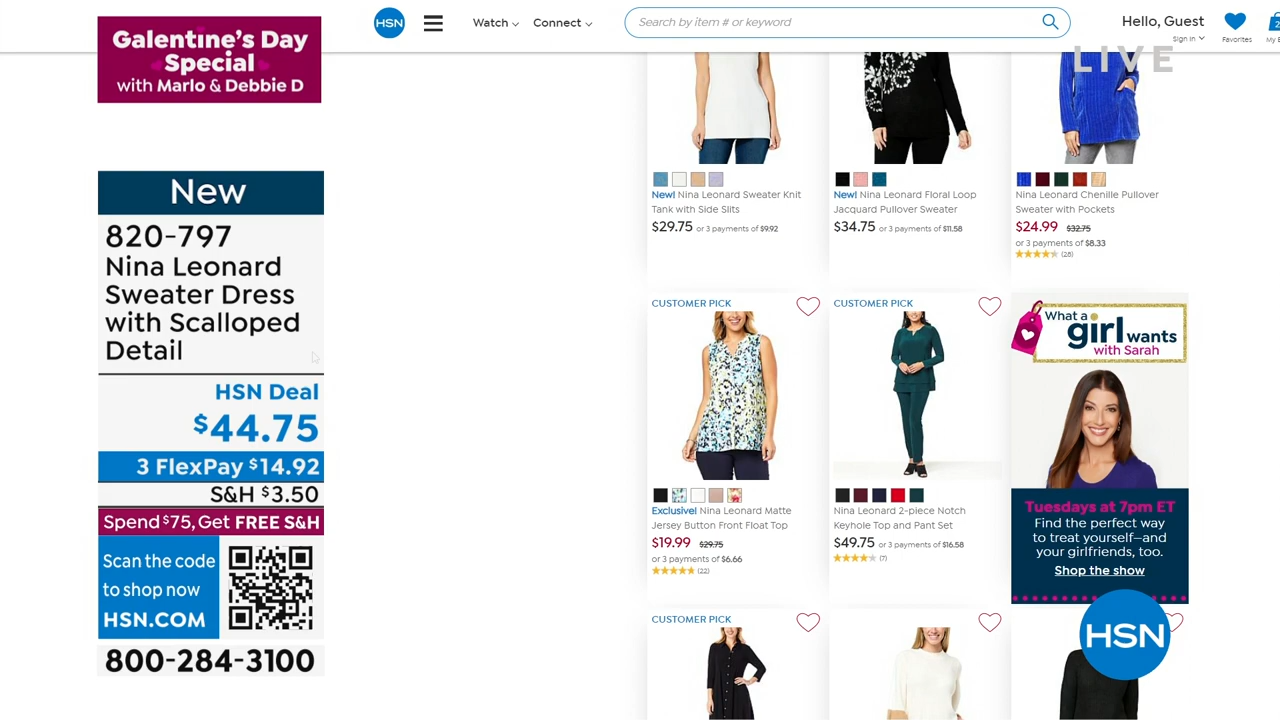 Galentine's Day
Special
with Marlo & Debbie D
New
820-797
Nina Leonard
Sweater Dress
with Scalloped
Detail
HSN Deal
$44.75
3 FlexPay $14.92
S&H $3.50
Spend $75, Get FREE S&H
Scan the code
to shop now
HSN.COM
800-284-3100
HSN
Watch
Connect
Search by item # or keyword
Hello, Guest
Sign In
Favorites
2
LIVE
New! Nina Leonard Sweater Knit
Tank with Side Slits
$29.75 or 3 payments of $9.92
New! Nina Leonard Floral Loop
Jacquard Pullover Sweater
$34.75 or 3 payments of $11.58
Nina Leonard Chenille Pullover
Sweater with Pockets
$24.99 $32.75
or 3 payments of $8.33
(28)
CUSTOMER PICK
Exclusive! Nina Leonard Matte
Jersey Button Front Float Top
$19.99 $29.75
or 3 payments of $6.66
(22)
CUSTOMER PICK
Nina Leonard 2-piece Notch
Keyhole Top and Pant Set
$49.75 or 3 payments of $16.58
(7)
What a
girl wants
with Sarah
Tuesdays at 7pm ET
Find the perfect way
to treat yourself—and
your girlfriends, too.
Shop the show
CUSTOMER PICK
HSN